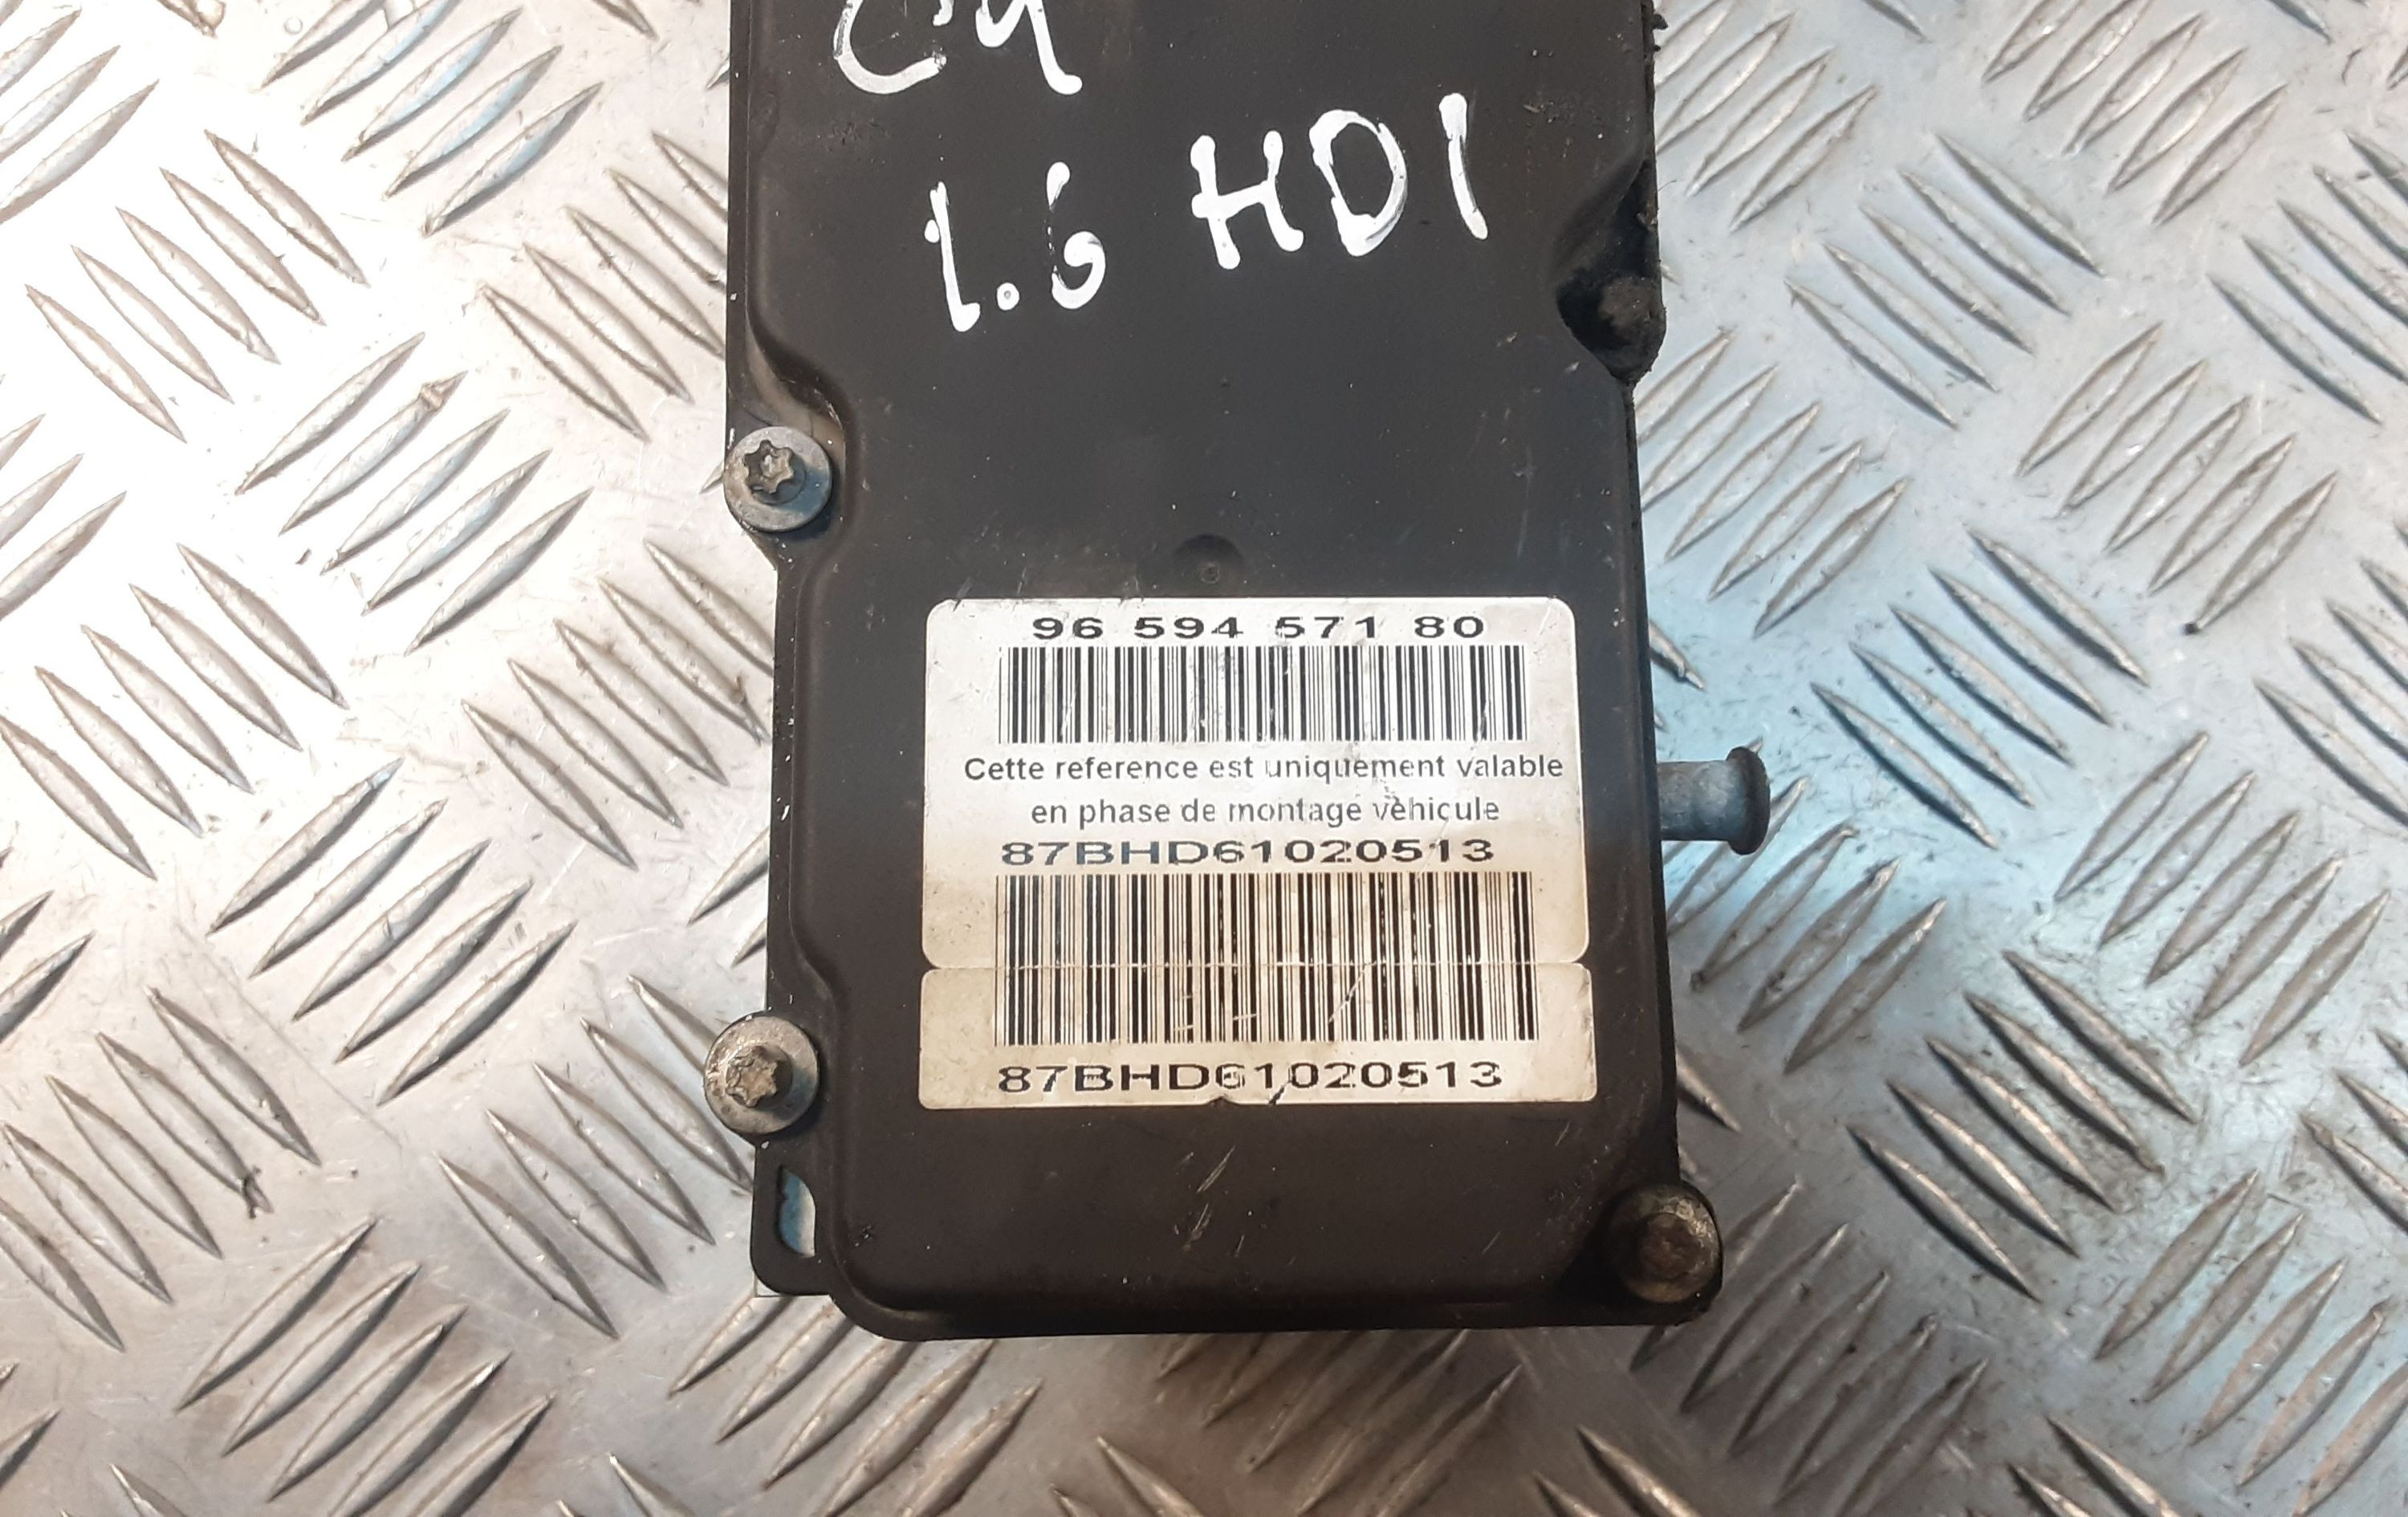 C4
1.6 HDI
96 594 571 80
Cette reference est uniquement valable
en phase de montage vèhicule
87BHD61020513
87BHD61020513